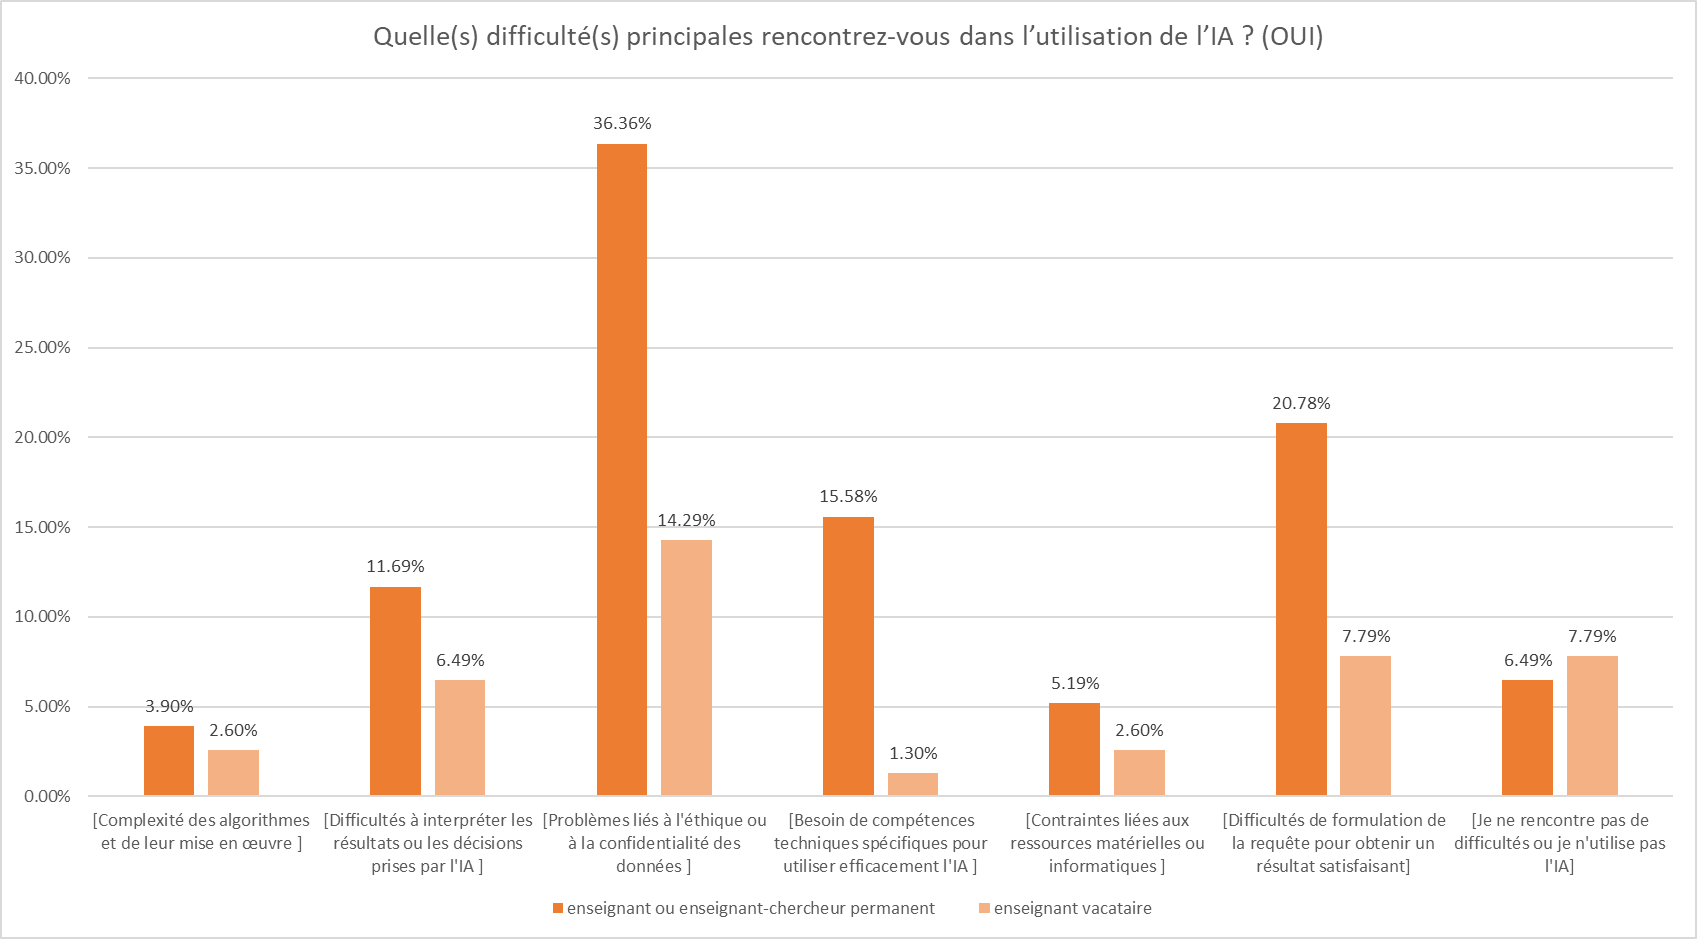 Quelle(s) difficulté(s) principales rencontrez-vous dans l’utilisation de l’IA ? (OUI)
40.00%
35.00%
30.00%
25.00%
20.00%
15.00%
10.00%
5.00%
0.00%
3.90%
2.60%
11.69%
6.49%
36.36%
14.29%
15.58%
1.30%
5.19%
2.60%
20.78%
7.79%
6.49%
7.79%
[Complexité des algorithmes
et de leur mise en œuvre ]
[Difficultés à interpréter les
résultats ou les décisions
prises par l'IA ]
[Problèmes liés à l'éthique ou
à la confidentialité des
données ]
[Besoin de compétences
techniques spécifiques pour
utiliser efficacement l'IA ]
[Contraintes liées aux
ressources matérielles ou
informatiques ]
[Difficultés de formulation de
la requête pour obtenir un
résultat satisfaisant]
[Je ne rencontre pas de
difficultés ou je n'utilise pas
l'IA]
enseignant ou enseignant-chercheur permanent
enseignant vacataire